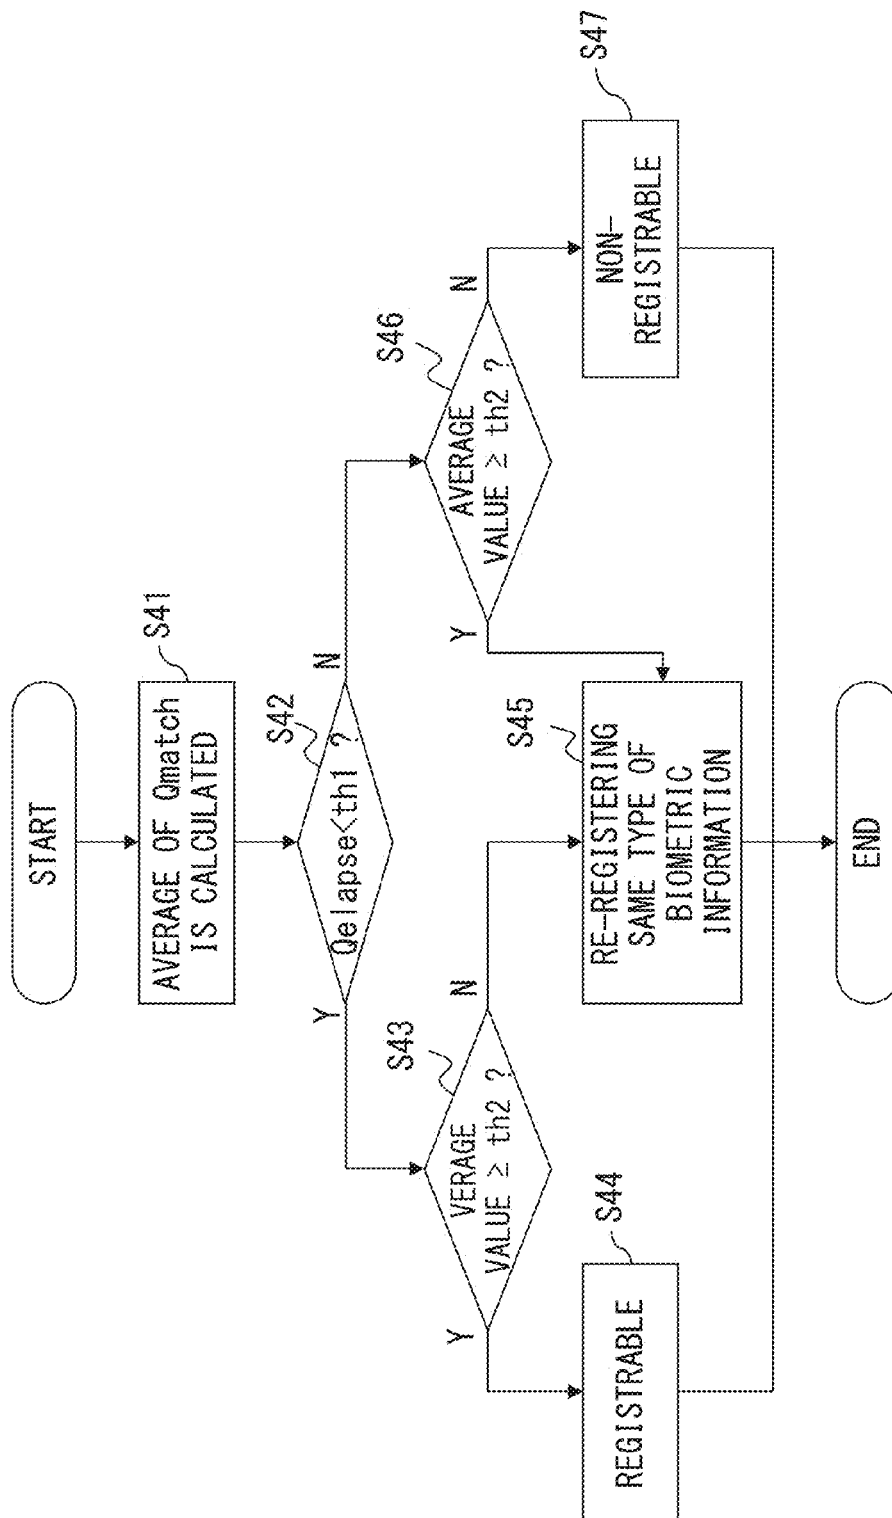 START
S41
AVERAGE OF Qmatch
IS CALCULATED
S42
Qelapse<th1 ?
Y
N
S43
VERAGE
VALUE ≥ th2 ?
Y
N
S46
AVERAGE
VALUE ≥ th2 ?
Y
N
S44
REGISTRABLE
S45
RE-REGISTERING
SAME TYPE OF
BIOMETRIC
INFORMATION
S47
NON-
REGISTRABLE
END